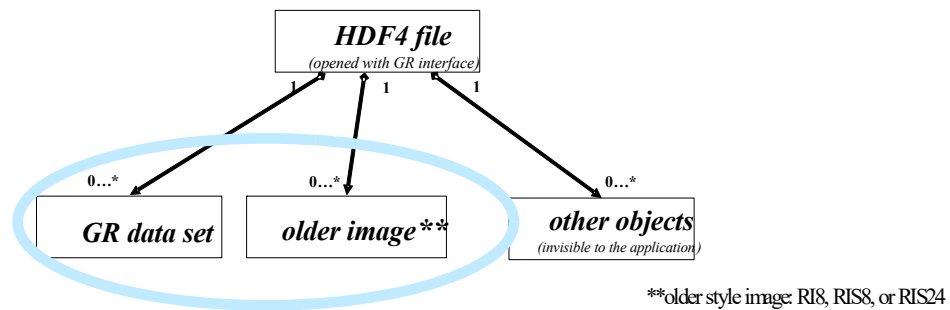 HDF4 file
(opened with GR interface)
1 1 1
0…* 0…* 0…*
GR data set older image** other objects
(invisible to the application)
**older style image: RI8, RIS8, or RIS24